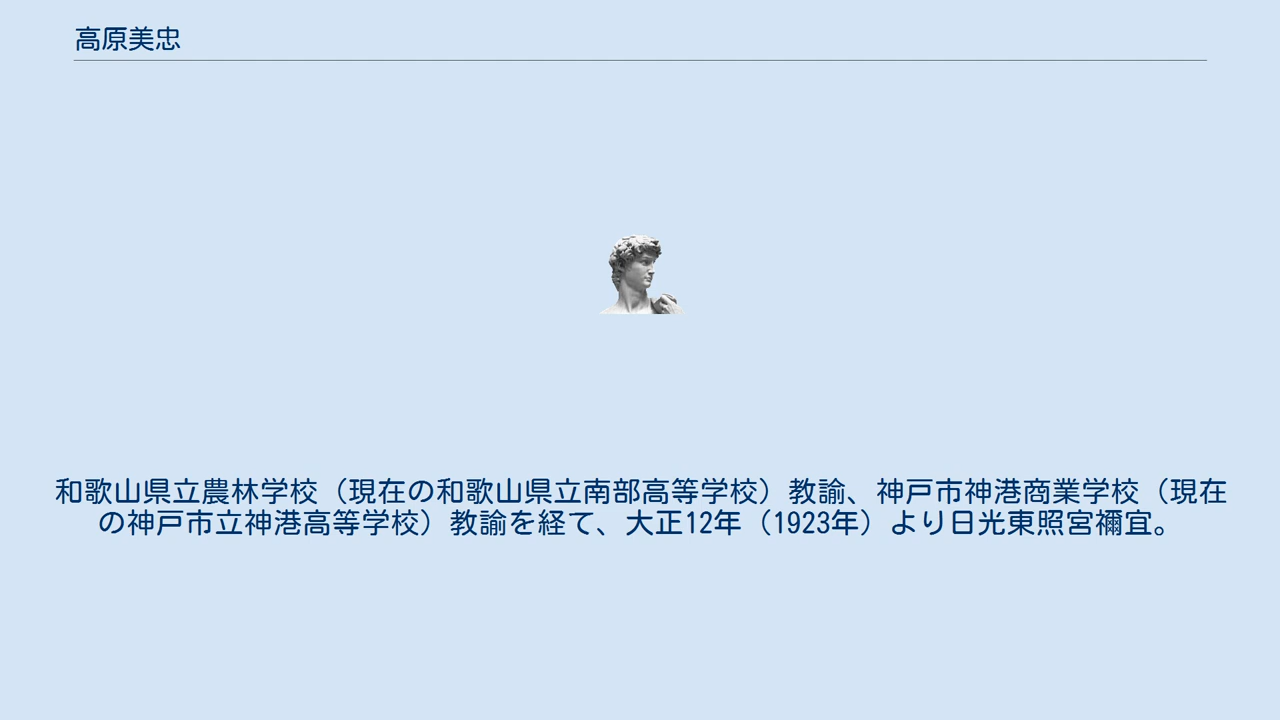 高原美忠
和歌山県立農林学校（現在の和歌山県立南部高等学校）教諭、神戸市神港商業学校（現在
の神戸市立神港高等学校）教諭を経て、大正12年（1923年）より日光東照宮禰宜。